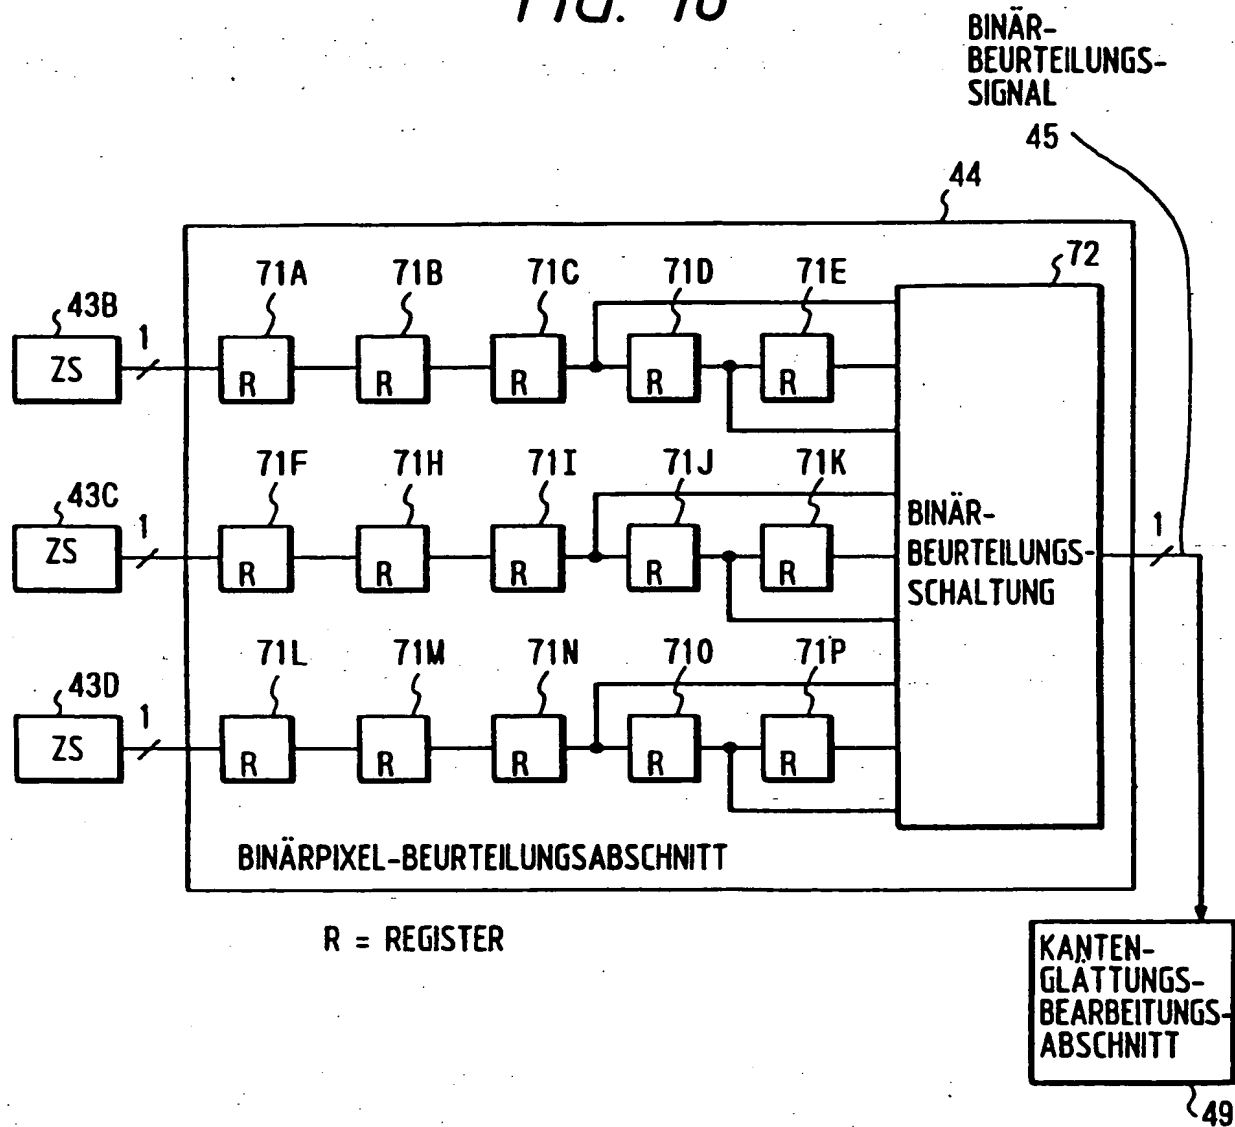 FIG. 10
BINÄR-
BEURTEILUNGS-
SIGNAL
45
44
72
71A 71B 71C 71D 71E
43B
ZS
1
R R R R R
71F 71H 71I 71J 71K
43C
ZS
1
R R R R R
BINÄR-
BEURTEILUNGS-
SCHALTUNG
1
71L 71M 71N 71O 71P
43D
ZS
1
R R R R R
BINÄRPIXEL-BEURTEILUNGSABSCHNITT
R = REGISTER
KANTEN-
GLÄTTUNGS-
BEARBEITUNGS-
ABSCHNITT
49